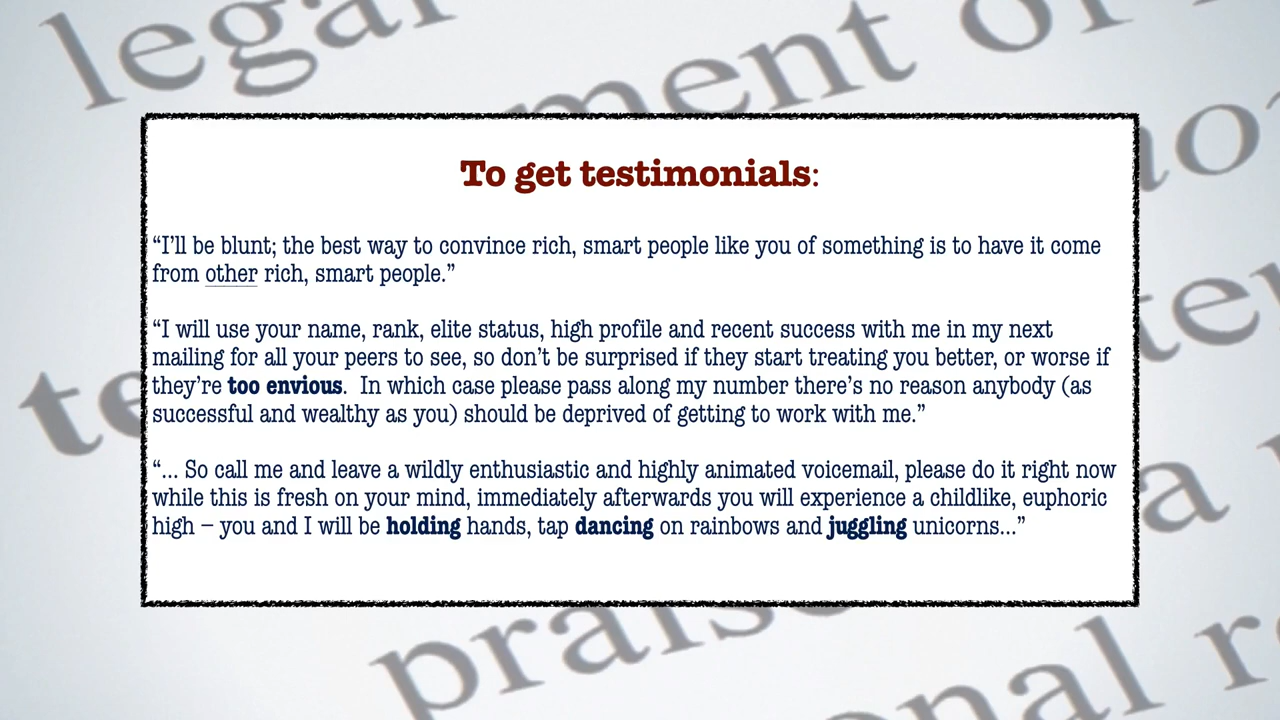 legal
ment of
To get testimonials:
“I’ll be blunt; the best way to convince rich, smart people like you of something is to have it come
from other rich, smart people.”
“I will use your name, rank, elite status, high profile and recent success with me in my next
mailing for all your peers to see, so don’t be surprised if they start treating you better, or worse if
they’re too envious.  In which case please pass along my number there’s no reason anybody (as
successful and wealthy as you) should be deprived of getting to work with me.”
“... So call me and leave a wildly enthusiastic and highly animated voicemail, please do it right now
while this is fresh on your mind, immediately afterwards you will experience a childlike, euphoric
high – you and I will be holding hands, tap dancing on rainbows and juggling unicorns...”
a